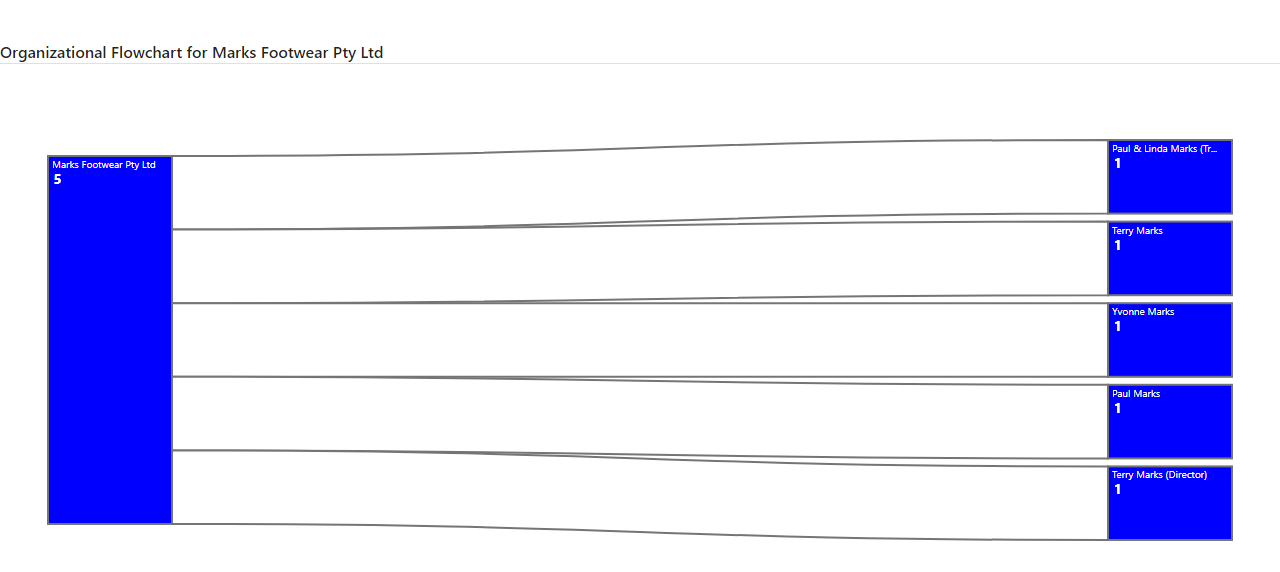 Organizational Flowchart for Marks Footwear Pty Ltd
Marks Footwear Pty Ltd
5
Paul & Linda Marks (Tr...
1
Terry Marks
1
Yvonne Marks
1
Paul Marks
1
Terry Marks (Director)
1